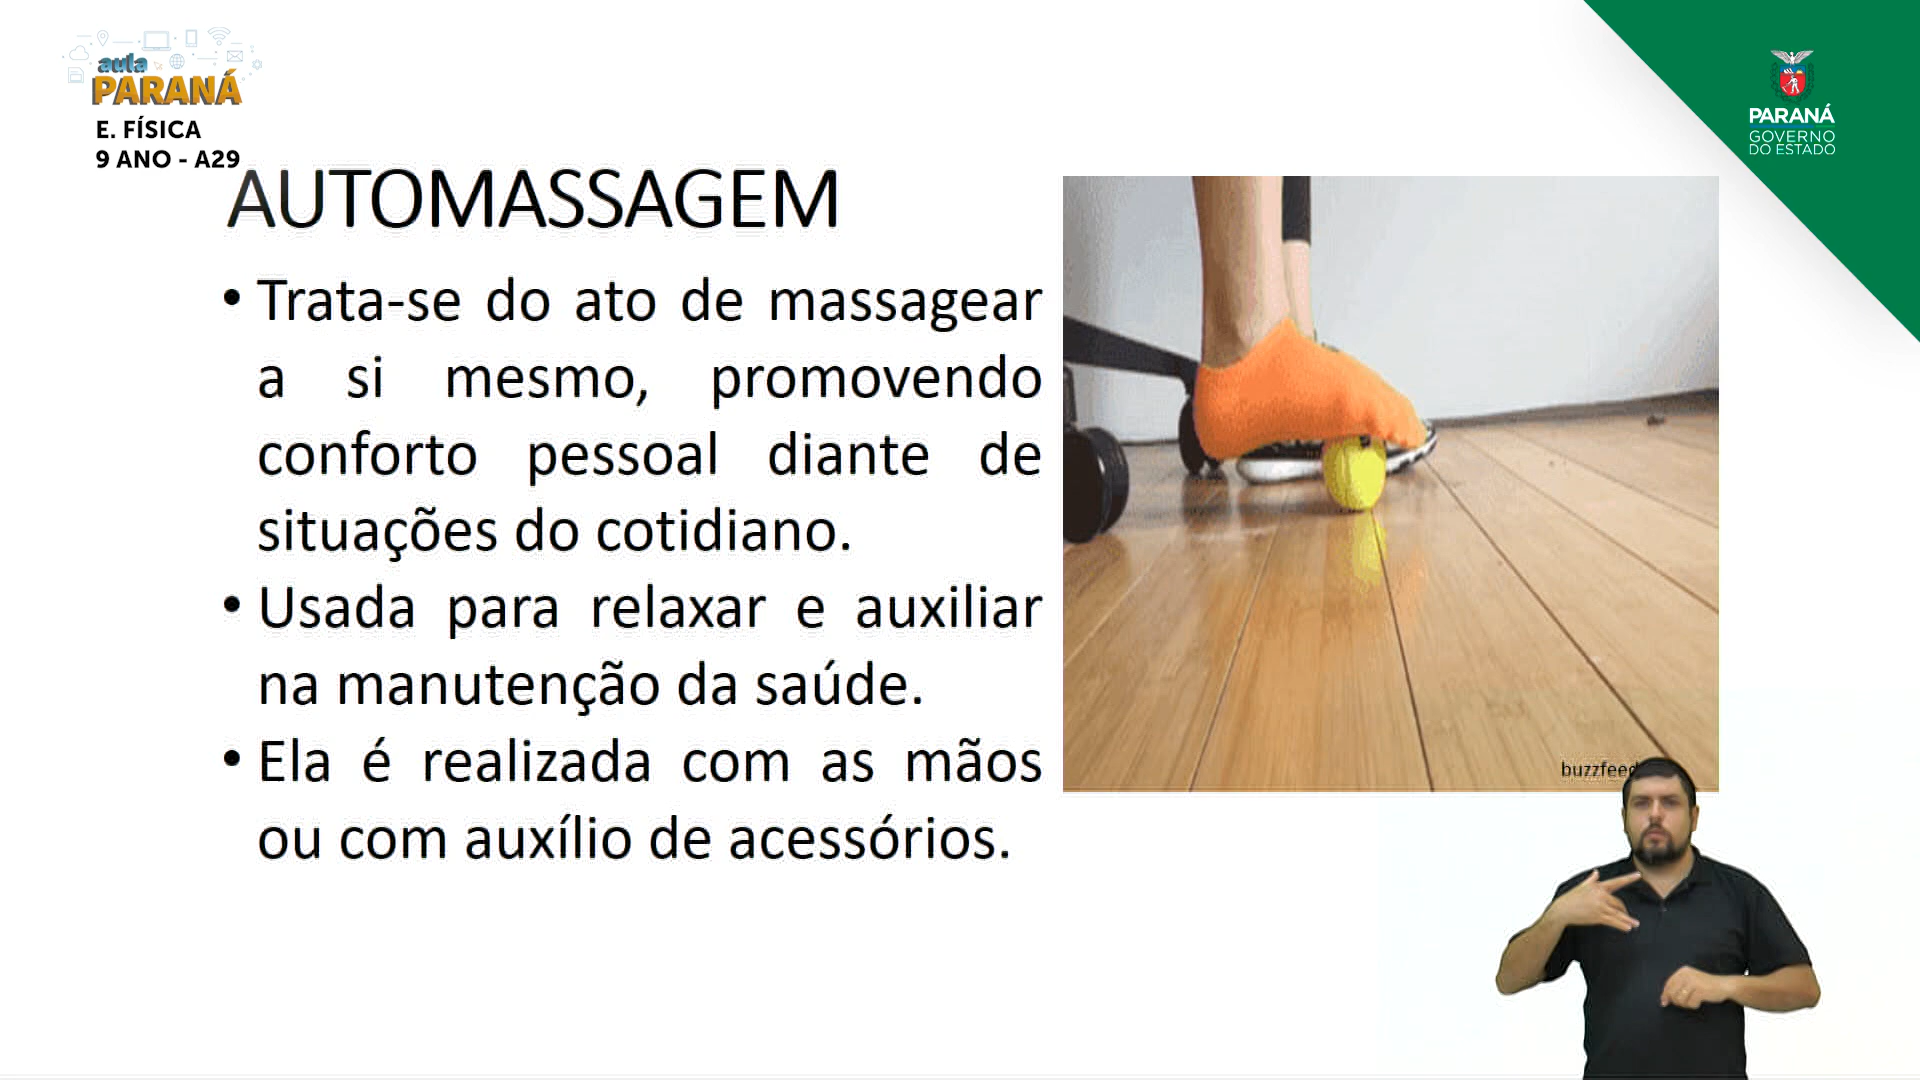 aula
PARANÁ
E. FÍSICA
9 ANO - A29
PARANÁ
GOVERNO
DO ESTADO
AUTOMASSAGEM
• Trata-se do ato de massagear
a si mesmo, promovendo
conforto pessoal diante de
situações do cotidiano.
• Usada para relaxar e auxiliar
na manutenção da saúde.
• Ela é realizada com as mãos
ou com auxílio de acessórios.
buzzfeed